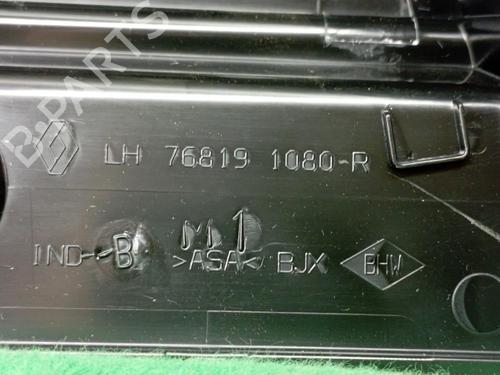 B-PARTS
LH 76819 1080-R
M 1
IND--B >ASA< BJX BHW